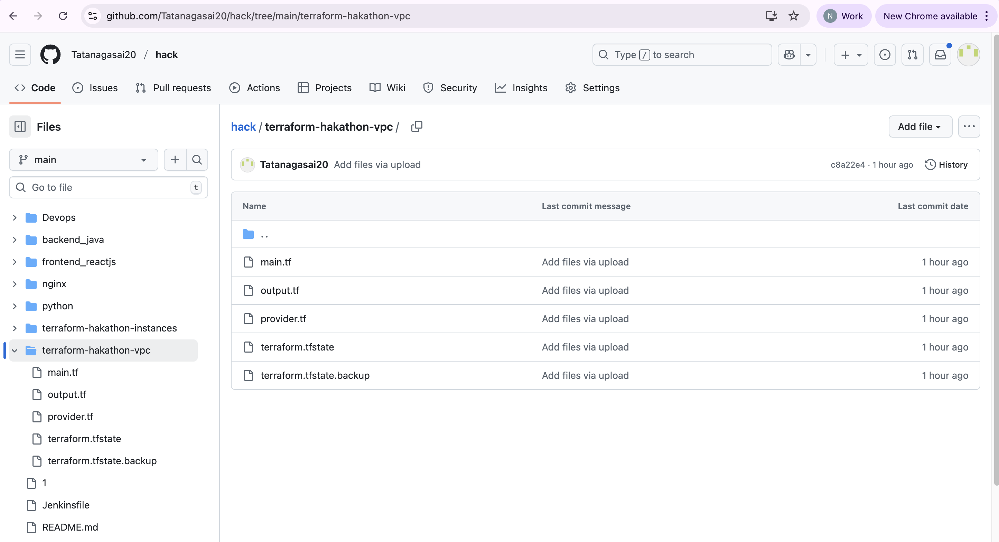 github.com/Tatanagasai20/hack/tree/main/terraform-hakathon-vpc
N Work
New Chrome available
Tatanagasai20 / hack
Type / to search
Code
Issues
Pull requests
Actions
Projects
Wiki
Security
Insights
Settings
Files
main
Go to file
t
Devops
backend_java
frontend_reactjs
nginx
python
terraform-hakathon-instances
terraform-hakathon-vpc
main.tf
output.tf
provider.tf
terraform.tfstate
terraform.tfstate.backup
1
Jenkinsfile
README.md
hack / terraform-hakathon-vpc /
Add file
Tatanagasai20 Add files via upload
c8a22e4 · 1 hour ago
History
Name Last commit message Last commit date
..
main.tf Add files via upload 1 hour ago
output.tf Add files via upload 1 hour ago
provider.tf Add files via upload 1 hour ago
terraform.tfstate Add files via upload 1 hour ago
terraform.tfstate.backup Add files via upload 1 hour ago